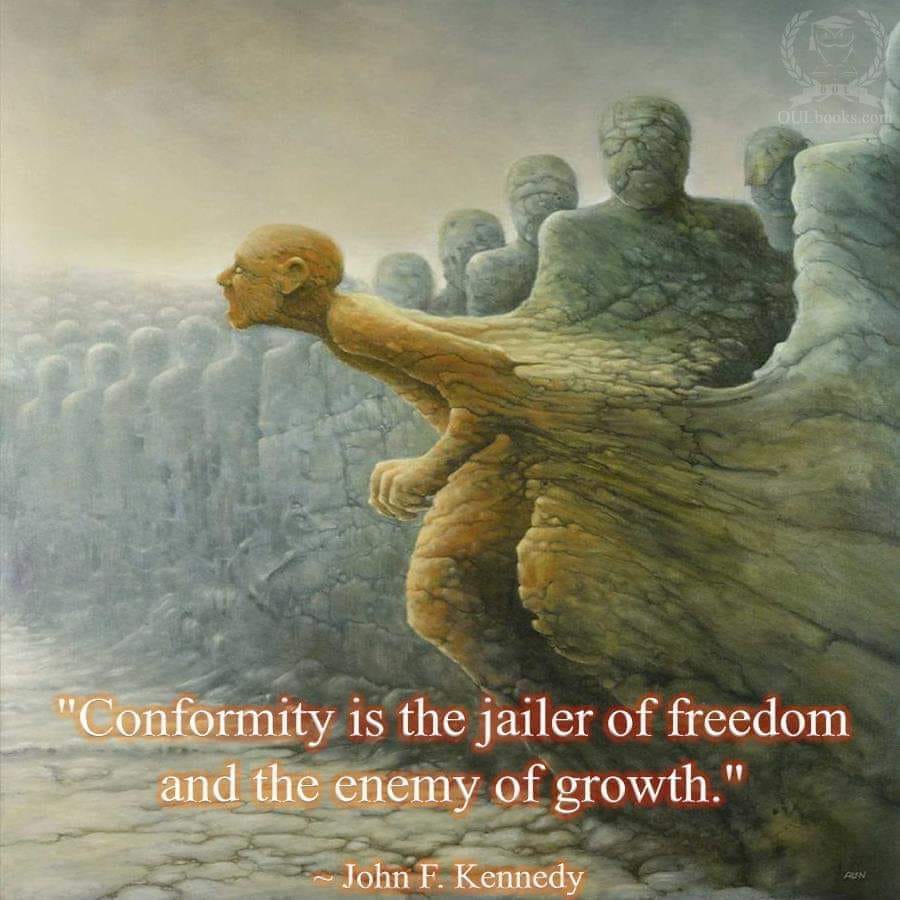 OULbooks.com
"Conformity is the jailer of freedom
and the enemy of growth."
~ John F. Kennedy